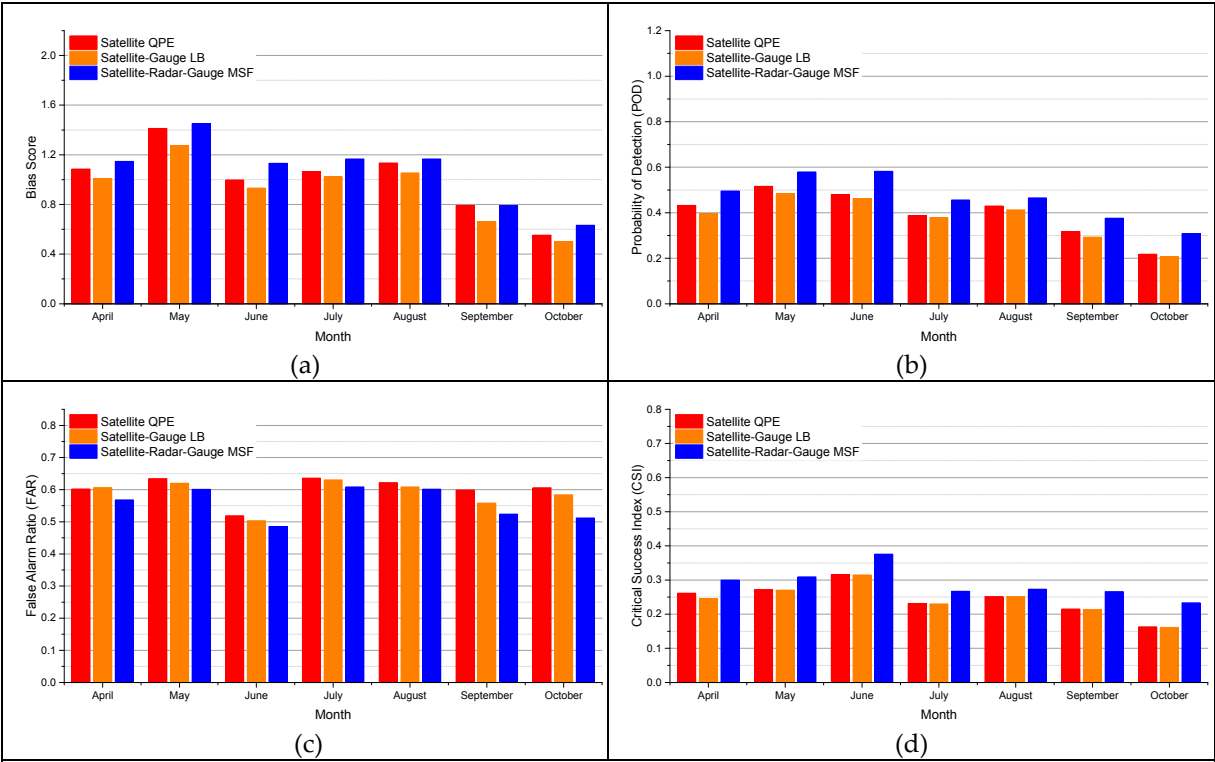 Satellite QPE
Satellite-Gauge LB
Satellite-Radar-Gauge MSF
2.0
1.6
1.2
0.8
0.4
0.0
Bias Score
April May June July August September October
Month
(a)
Satellite QPE
Satellite-Gauge LB
Satellite-Radar-Gauge MSF
1.2
1.0
0.8
0.6
0.4
0.2
0.0
Probability of Detection (POD)
April May June July August September October
Month
(b)
Satellite QPE
Satellite-Gauge LB
Satellite-Radar-Gauge MSF
0.8
0.7
0.6
0.5
0.4
0.3
0.2
0.1
0.0
False Alarm Ratio (FAR)
April May June July August September October
Month
(c)
Satellite QPE
Satellite-Gauge LB
Satellite-Radar-Gauge MSF
0.8
0.7
0.6
0.5
0.4
0.3
0.2
0.1
0.0
Critical Success Index (CSI)
April May June July August September October
Month
(d)